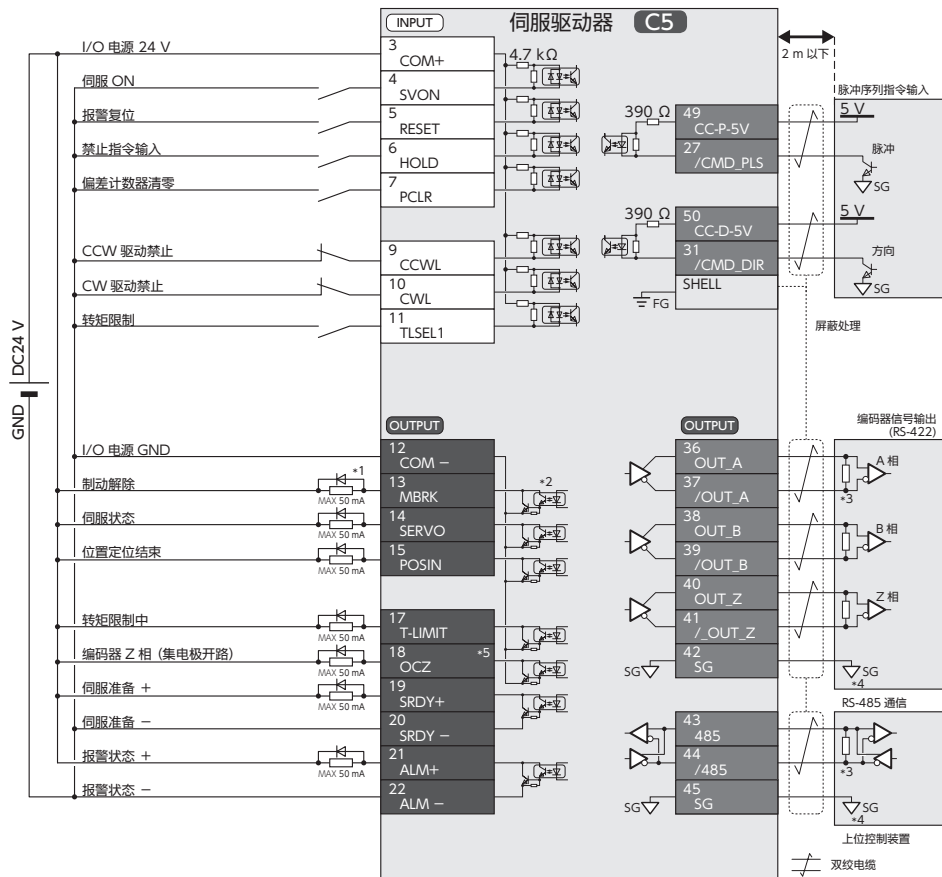 伺服驱动器 C5
INPUT
I/O 电源 24 V
3
COM+
4.7 kΩ
伺服 ON
4
SVON
报警复位
5
RESET
禁止指令输入
6
HOLD
偏差计数器清零
7
PCLR
CCW 驱动禁止
9
CCWL
CW 驱动禁止
10
CWL
转矩限制
11
TLSEL1
DC24 V
GND
2 m 以下
脉冲序列指令输入
390 Ω
49
CC-P-5V
27
/CMD_PLS
5 V
脉冲
SG
390 Ω
50
CC-D-5V
31
/CMD_DIR
SHELL
FG
5 V
方向
SG
屏蔽处理
OUTPUT
I/O 电源 GND
12
COM −
制动解除
*1
MAX 50 mA
13
MBRK
*2
伺服状态
MAX 50 mA
14
SERVO
位置定位结束
MAX 50 mA
15
POSIN
转矩限制中
MAX 50 mA
17
T-LIMIT
编码器 Z 相 (集电极开路)
MAX 50 mA
18
*5
OCZ
伺服准备 +
MAX 50 mA
19
SRDY+
伺服准备 −
20
SRDY −
报警状态 +
MAX 50 mA
21
ALM+
报警状态 −
22
ALM −
OUTPUT
编码器信号输出
(RS-422)
36
OUT_A
37
/OUT_A
A 相
*3
38
OUT_B
39
/OUT_B
B 相
40
OUT_Z
41
/_OUT_Z
Z 相
SG
42
SG
SG
*4
RS-485 通信
43
485
44
/485
*3
SG
45
SG
SG
*4
上位控制装置
双绞电缆